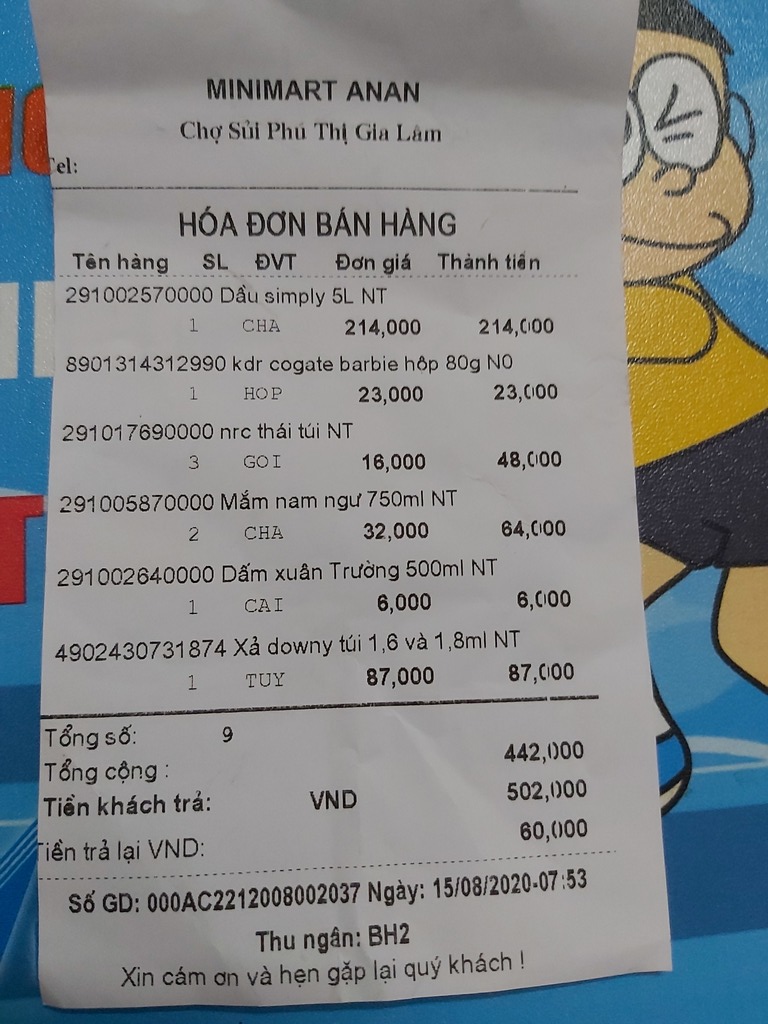 MINIMART ANAN
Chợ Sủi Phú Thị Gia Lâm
Tel:
HÓA ĐƠN BÁN HÀNG
Tên hàng SL ĐVT Đơn giá Thành tiền
291002570000 Dầu simply 5L NT
1 CHA 214,000 214,000
8901314312990 kdr cogate barbie hôp 80g N0
1 HOP 23,000 23,000
291017690000 nrc thái túi NT
3 GOI 16,000 48,000
291005870000 Mắm nam ngư 750ml NT
2 CHA 32,000 64,000
291002640000 Dấm xuân Trường 500ml NT
1 CAI 6,000 6,000
4902430731874 Xả downy túi 1,6 và 1,8ml NT
1 TUY 87,000 87,000
Tổng số: 9
Tổng cộng : 442,000
Tiền khách trả: VND 502,000
Tiền trả lại VND: 60,000
Số GD: 000AC2212008002037 Ngày: 15/08/2020-07:53
Thu ngân: BH2
Xin cám ơn và hẹn gặp lại quý khách !